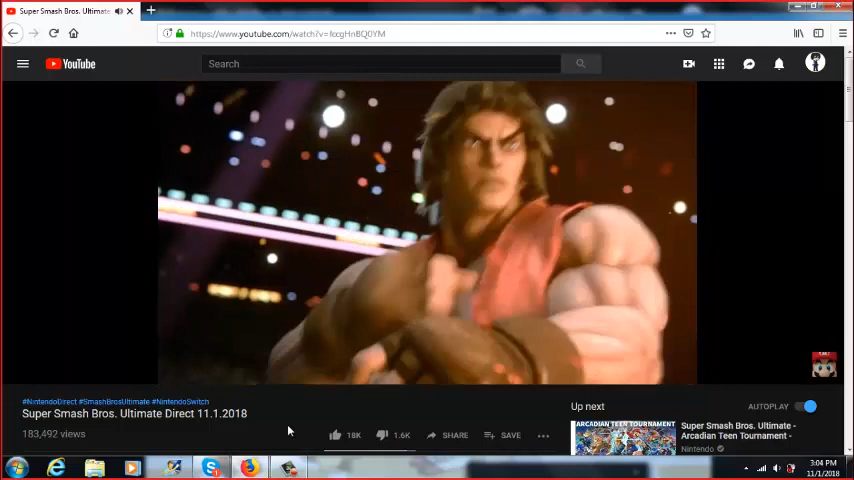 Super Smash Bros. Ultimate
https://www.youtube.com/watch?v=fccgHnBQ0YM
YouTube
Search
#NintendoDirect #SmashBrosUltimate #NintendoSwitch
Super Smash Bros. Ultimate Direct 11.1.2018
183,492 views
18K
1.6K
SHARE
SAVE
Up next
AUTOPLAY
ARCADIAN TEEN TOURNAMENT
Super Smash Bros. Ultimate -
Arcadian Teen Tournament -
Nintendo
3:04 PM
11/1/2018